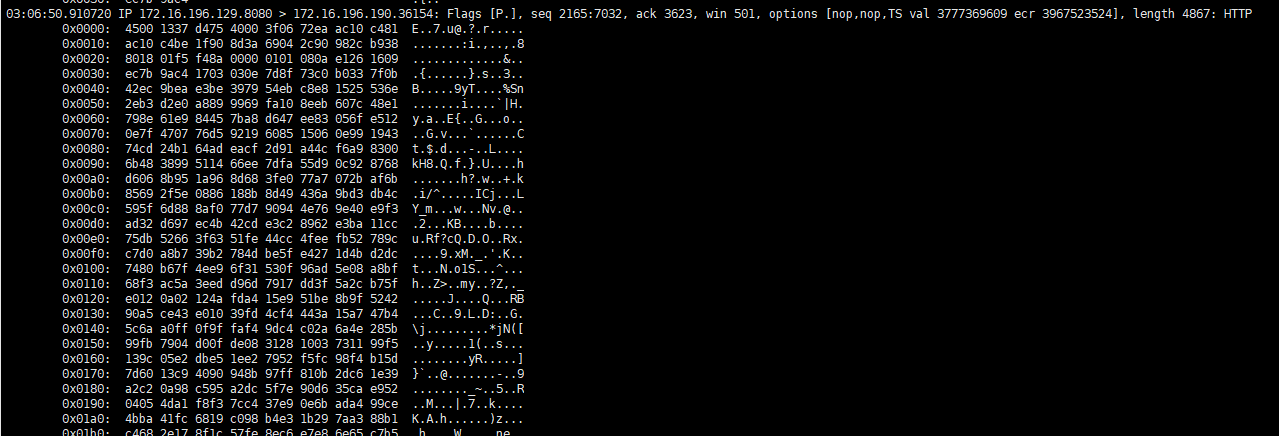 03:06:50.910720 IP 172.16.196.129.8080 > 172.16.196.190.36154: Flags [P.], seq 2165:7032, ack 3623, win 501, options [nop,nop,TS val 3777369609 ecr 3967523524], length 4867: HTTP
0x0000: 4500 1337 d475 4000 3f06 72ea ac10 c481 E..7.u@.?.r.....
0x0010: ac10 c4be 1f90 8d3a 6904 2c90 982c b938 .......:i.,..,.8
0x0020: 8018 01f5 f48a 0000 0101 080a e126 1609 .............&..
0x0030: ec7b 9ac4 1703 030e 7d8f 73c0 b033 7f0b .{......}.s..3..
0x0040: 42ec 9bea e3be 3979 54eb c8e8 1525 536e B.....9yT....%Sn
0x0050: 2eb3 d2e0 a889 9969 fa10 8eeb 607c 48e1 .......i....`|H.
0x0060: 798e 61e9 8445 7ba8 d647 ee83 056f e512 y.a..E{..G...o..
0x0070: 0e7f 4707 76d5 9219 6085 1506 0e99 1943 ..G.v...`......C
0x0080: 74cd 24b1 64ad eacf 2d91 a44c f6a9 8300 t.$.d...-..L....
0x0090: 6b48 3899 5114 66ee 7dfa 55d9 0c92 8768 kH8.Q.f.}.U....h
0x00a0: d606 8b95 1a96 8d68 3fe0 77a7 072b af6b .......h?.w..+.k
0x00b0: 8569 2f5e 0886 188b 8d49 436a 9bd3 db4c .i/^.....ICj...L
0x00c0: 595f 6d88 8af0 77d7 9094 4e76 9e40 e9f3 Y_m...w...Nv.@..
0x00d0: ad32 d697 ec4b 42cd e3c2 8962 e3ba 11cc .2...KB....b....
0x00e0: 75db 5266 3f63 51fe 44cc 4fee fb52 789c u.Rf?cQ.D.O..Rx.
0x00f0: c7d0 a8b7 39b2 784d be5f e427 1d4b d2dc ....9.xM._.'.K..
0x0100: 7480 b67f 4ee9 6f31 530f 96ad 5e08 a8bf t...N.o1S...^...
0x0110: 68f3 ac5a 3eed d96d 7917 dd3f 5a2c b75f h..Z>..my..?Z,._
0x0120: e012 0a02 124a fda4 15e9 51be 8b9f 5242 .....J....Q...RB
0x0130: 90a5 ce43 e010 39fd 4cf4 443a 15a7 47b4 ...C..9.L.D:..G.
0x0140: 5c6a a0ff 0f9f faf4 9dc4 c02a 6a4e 285b \j.........*jN([
0x0150: 99fb 7904 d00f de08 3128 1003 7311 99f5 ..y.....1(..s...
0x0160: 139c 05e2 dbe5 1ee2 7952 f5fc 98f4 b15d ........yR.....]
0x0170: 7d60 13c9 4090 948b 97ff 810b 2dc6 1e39 }`..@.......-..9
0x0180: a2c2 0a98 c595 a2dc 5f7e 90d6 35ca e952 ........_~..5..R
0x0190: 0405 4da1 f8f3 7cc4 37e9 0e6b ada4 99ce ..M...|.7..k....
0x01a0: 4bba 41fc 6819 c098 b4e3 1b29 7aa3 88b1 K.A.h......)z...
0x01b0: c468 2e17 8f1c 57fe 8ec6 e7e8 6e65 c7b5 .h....W.....ne..